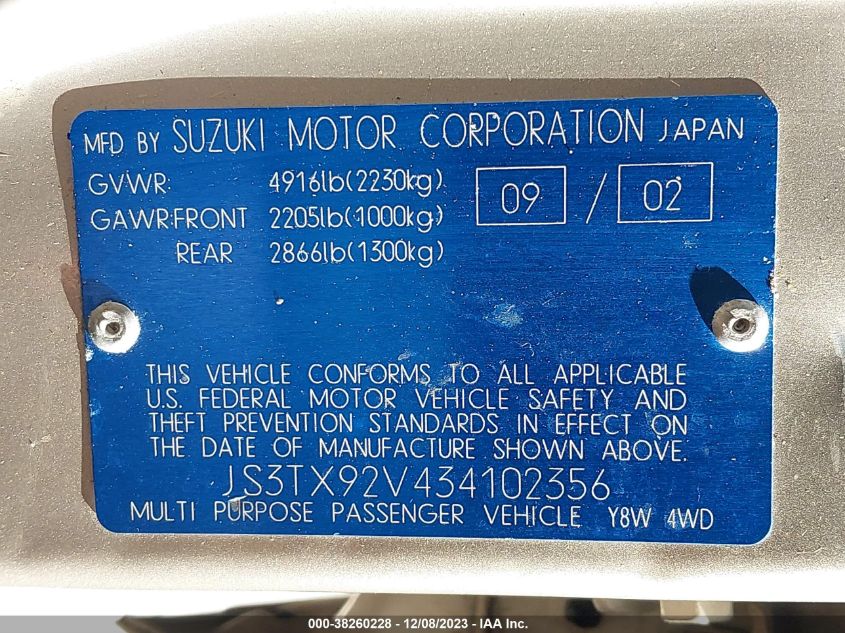 MFD BY SUZUKI MOTOR CORPORATION JAPAN
GVWR: 4916lb(2230kg) 09 / 02
GAWR:FRONT 2205lb(1000kg)
REAR 2866lb(1300kg)
THIS VEHICLE CONFORMS TO ALL APPLICABLE
U.S. FEDERAL MOTOR VEHICLE SAFETY AND
THEFT PREVENTION STANDARDS IN EFFECT ON
THE DATE OF MANUFACTURE SHOWN ABOVE.
JS3TX92V434102356
MULTI PURPOSE PASSENGER VEHICLE Y8W 4WD
000-38260228 - 12/08/2023 - IAA Inc.